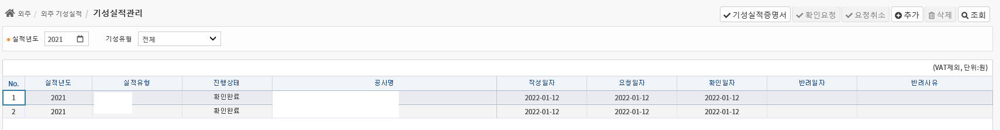 외주 / 외주 기성실적 / 기성실적관리
기성실적증명서 확인요청 요청취소 추가 삭제 조회
실적년도 2021 기성유형 전체
(VAT제외, 단위:원)
No. 실적년도 실적유형 진행상태 공사명 작성일자 요청일자 확인일자 반려일자 반려사유
1 2021 확인완료 2022-01-12 2022-01-12 2022-01-12
2 2021 확인완료 2022-01-12 2022-01-12 2022-01-12